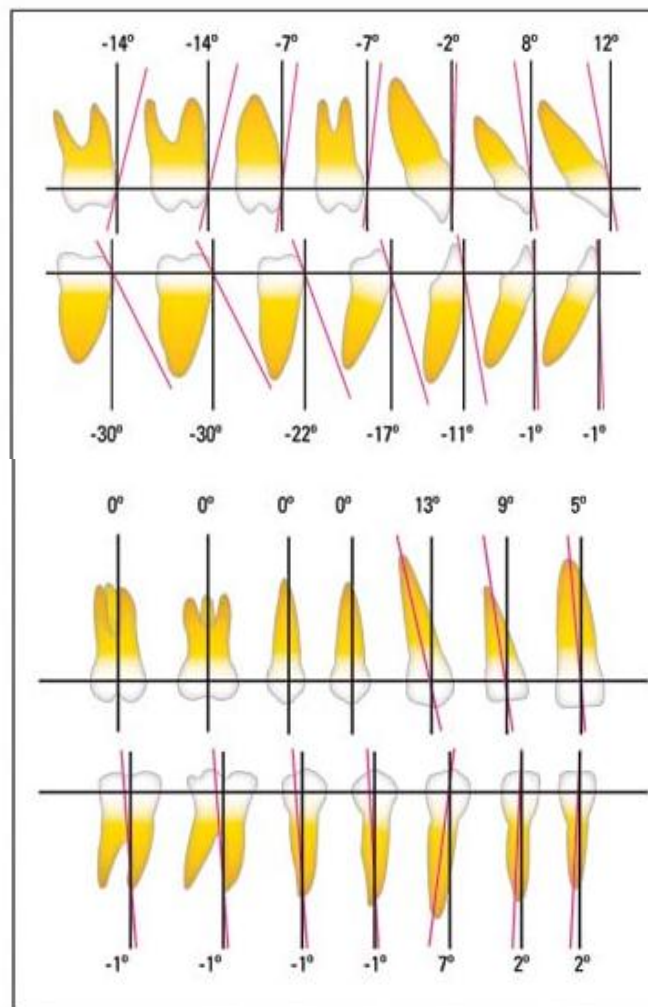 -14º -14º -7º -7º -2º 8º 12º
-30º -30º -22º -17º -11º -1º -1º
0º 0º 0º 0º 13º 9º 5º
-1º -1º -1º -1º 7º 2º 2º